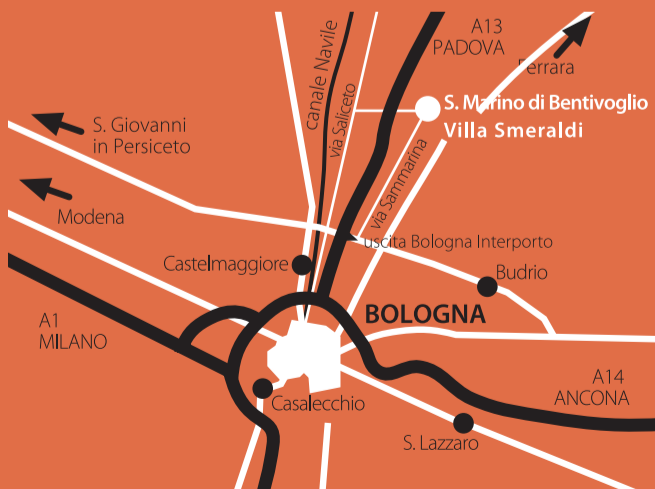 A13
PADOVA
Ferrara
Canale Navile
via Saliceto
S. Marino di Bentivoglio
Villa Smeraldi
S. Giovanni
in Persiceto
via Sammarina
Modena
uscita Bologna Interporto
Castelmaggiore
Budrio
BOLOGNA
A1
MILANO
A14
ANCONA
Casalecchio
S. Lazzaro